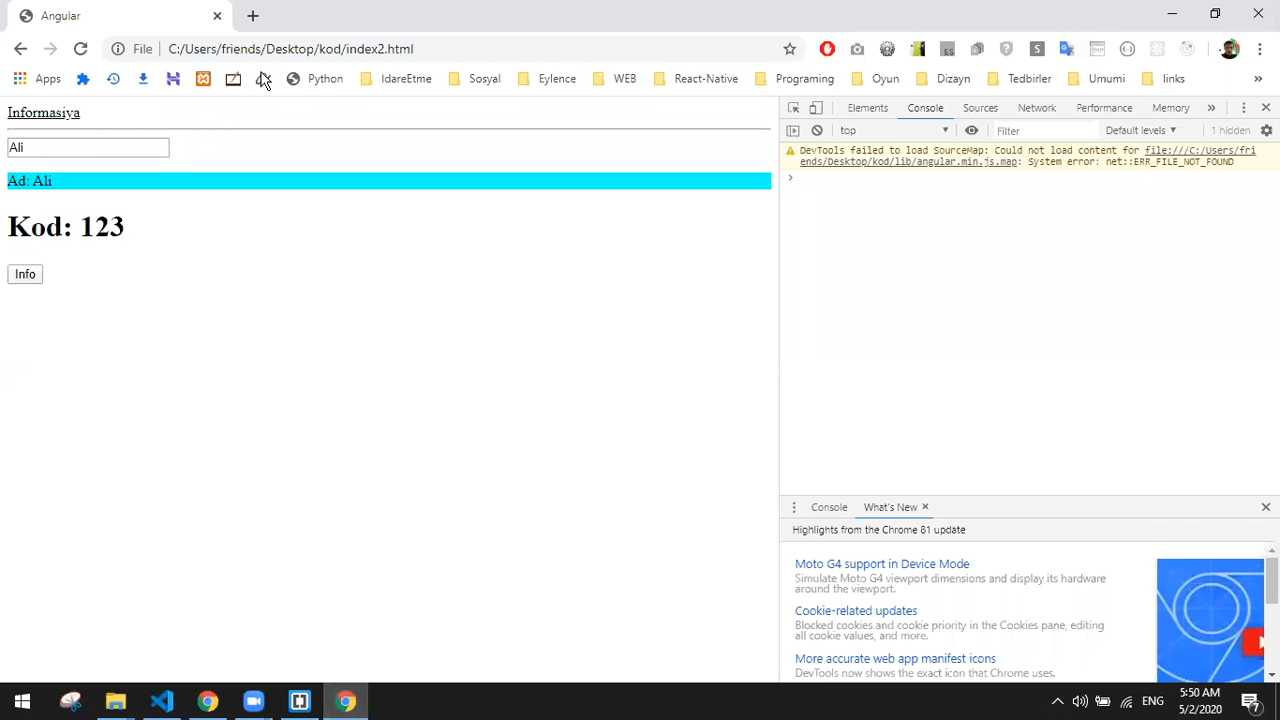 Angular
File
C:/Users/friends/Desktop/kod/index2.html
Apps
Python
IdareEtme
Sosyal
Eylence
WEB
React-Native
Programing
Oyun
Dizayn
Tedbirler
Umumi
links
»
Informasiya
Ali
Ad: Ali
Kod: 123
Info
Elements
Console
Sources
Network
Performance
Memory
»
top
Filter
Default levels
1 hidden
DevTools failed to load SourceMap: Could not load content for file:///C:/Users/fri
ends/Desktop/kod/lib/angular.min.js.map: System error: net::ERR_FILE_NOT_FOUND
Console
What's New
Highlights from the Chrome 81 update
Moto G4 support in Device Mode
Simulate Moto G4 viewport dimensions and display its hardware
around the viewport.
Cookie-related updates
Blocked cookies and cookie priority in the Cookies pane, editing
all cookie values, and more.
More accurate web app manifest icons
DevTools now shows the exact icon that Chrome uses.
ENG
5:50 AM
5/2/2020
7